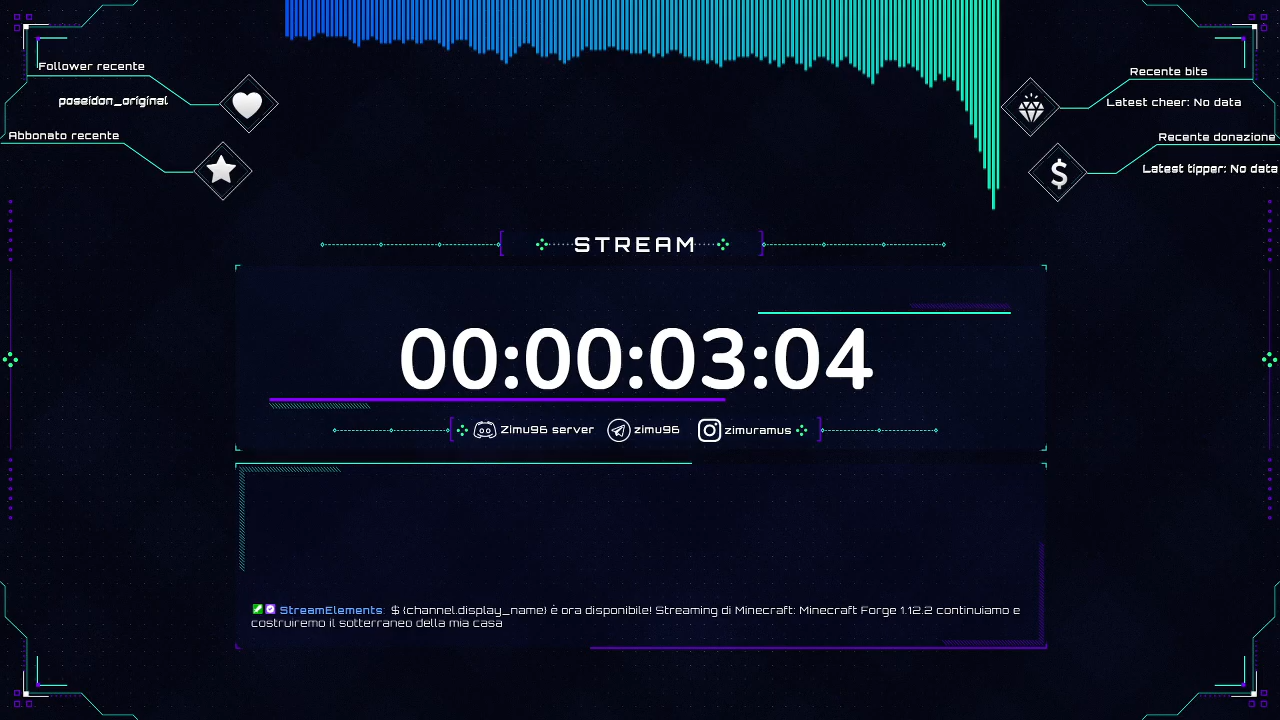 Follower recente
poseidon_original
Abbonato recente
Recente bits
Latest cheer: No data
Recente donazione
Latest tipper: No data
STREAM
00:00:03:04
Zimu96 server
zimu96
zimuramus
StreamElements: $ {channel.display_name} è ora disponibile! Streaming di Minecraft: Minecraft Forge 1.12.2 continuiamo e
costruiremo il sotterraneo della mia casa